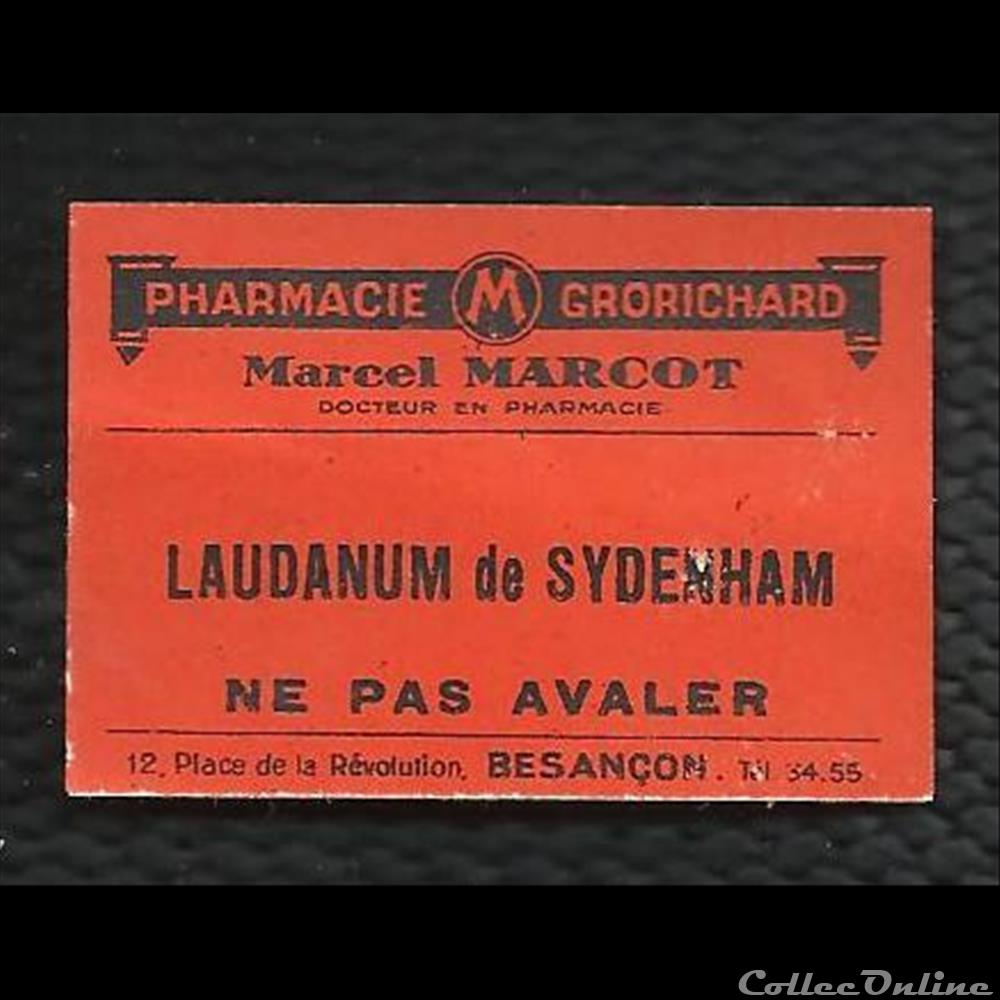 PHARMACIE M GRORICHARD
Marcel MARCOT
DOCTEUR EN PHARMACIE
LAUDANUM de SYDENHAM
NE PAS AVALER
12, Place de la Révolution, BESANÇON. Tél 34.55
ColleeOnline